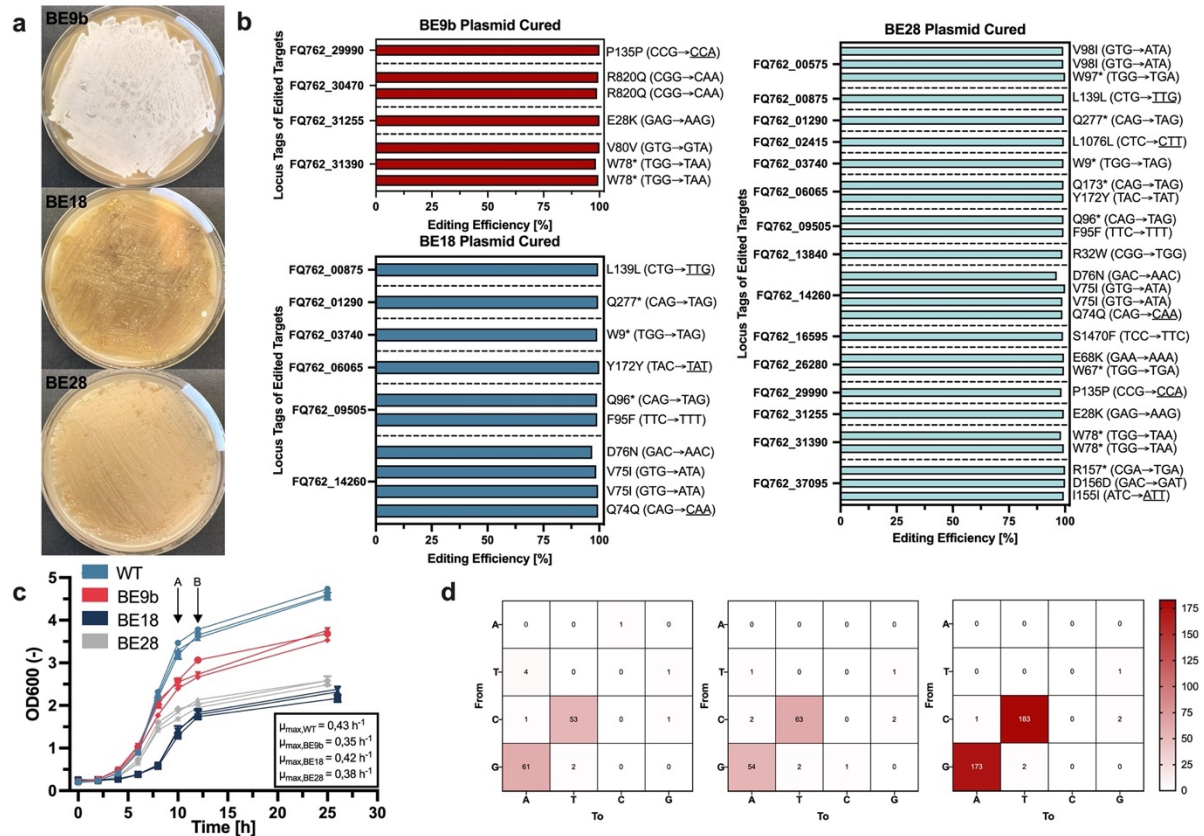 a
BE9b
BE18
BE28
b
BE9b Plasmid Cured
Locus Tags of Edited Targets
FQ762_29990
FQ762_30470
FQ762_31255
FQ762_31390
P135P (CCG→CCA)
R820Q (CGG→CAA)
R820Q (CGG→CAA)
E28K (GAG→AAG)
V80V (GTG→GTA)
W78* (TGG→TAA)
W78* (TGG→TAA)
0 25 50 75 100
Editing Efficiency [%]
BE18 Plasmid Cured
Locus Tags of Edited Targets
FQ762_00875
FQ762_01290
FQ762_03740
FQ762_06065
FQ762_09505
FQ762_14260
L139L (CTG→TTG)
Q277* (CAG→TAG)
W9* (TGG→TAG)
Y172Y (TAC→TAT)
Q96* (CAG→TAG)
F95F (TTC→TTT)
D76N (GAC→AAC)
V75I (GTG→ATA)
V75I (GTG→ATA)
Q74Q (CAG→CAA)
0 25 50 75 100
Editing Efficiency [%]
BE28 Plasmid Cured
Locus Tags of Edited Targets
FQ762_00575
FQ762_00875
FQ762_01290
FQ762_02415
FQ762_03740
FQ762_06065
FQ762_09505
FQ762_13840
FQ762_14260
FQ762_16595
FQ762_26280
FQ762_29990
FQ762_31255
FQ762_31390
FQ762_37095
V98I (GTG→ATA)
V98I (GTG→ATA)
W97* (TGG→TGA)
L139L (CTG→TTG)
Q277* (CAG→TAG)
L1076L (CTC→CTT)
W9* (TGG→TAG)
Q173* (CAG→TAG)
Y172Y (TAC→TAT)
Q96* (CAG→TAG)
F95F (TTC→TTT)
R32W (CGG→TGG)
D76N (GAC→AAC)
V75I (GTG→ATA)
V75I (GTG→ATA)
Q74Q (CAG→CAA)
S1470F (TCC→TTC)
E68K (GAA→AAA)
W67* (TGG→TGA)
P135P (CCG→CCA)
E28K (GAG→AAG)
W78* (TGG→TAA)
W78* (TGG→TAA)
R157* (CGA→TGA)
D156D (GAC→GAT)
I155I (ATC→ATT)
0 25 50 75 100
Editing Efficiency [%]
c
WT
BE9b
BE18
BE28
A B
OD600 (-)
5
4
3
2
1
0
0 5 10 15 20 25 30
Time [h]
μmax,WT = 0,43 h-1
μmax,BE9b = 0,35 h-1
μmax,BE18 = 0,42 h-1
μmax,BE28 = 0,38 h-1
d
From
A 0 0 1 0
T 4 0 0 1
C 1 53 0 1
G 61 2 0 0
A T C G
To
From
A 0 0 0 0
T 1 0 0 1
C 2 63 0 2
G 54 2 1 0
A T C G
To
From
A 0 0 0 0
T 0 0 0 1
C 1 183 0 2
G 173 2 0 0
A T C G
To
175
150
125
100
75
50
25
0